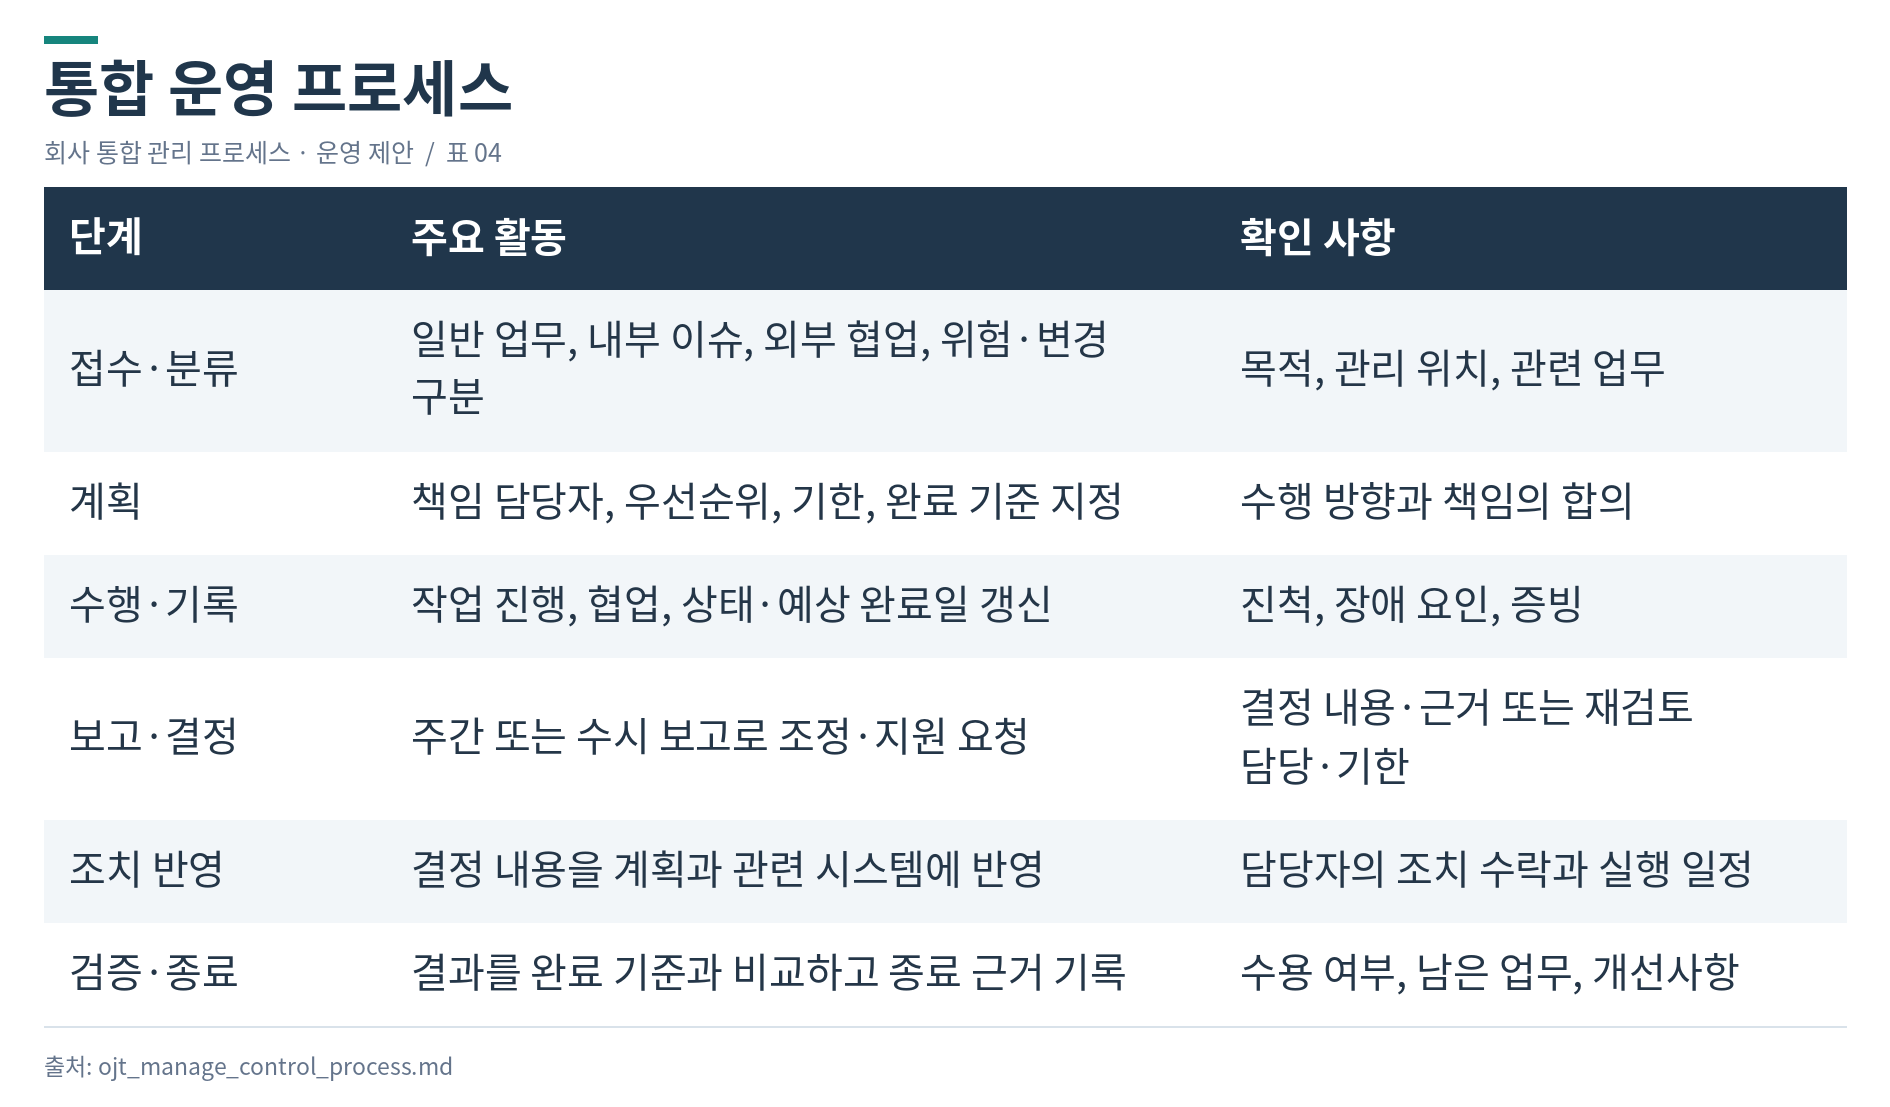 통합 운영 프로세스
회사 통합 관리 프로세스 · 운영 제안 / 표 04
단계 주요 활동 확인 사항
접수·분류 일반 업무, 내부 이슈, 외부 협업, 위험·변경 구분 목적, 관리 위치, 관련 업무
계획 책임 담당자, 우선순위, 기한, 완료 기준 지정 수행 방향과 책임의 합의
수행·기록 작업 진행, 협업, 상태·예상 완료일 갱신 진척, 장애 요인, 증빙
보고·결정 주간 또는 수시 보고로 조정·지원 요청 결정 내용·근거 또는 재검토 담당·기한
조치 반영 결정 내용을 계획과 관련 시스템에 반영 담당자의 조치 수락과 실행 일정
검증·종료 결과를 완료 기준과 비교하고 종료 근거 기록 수용 여부, 남은 업무, 개선사항
출처: ojt_manage_control_process.md